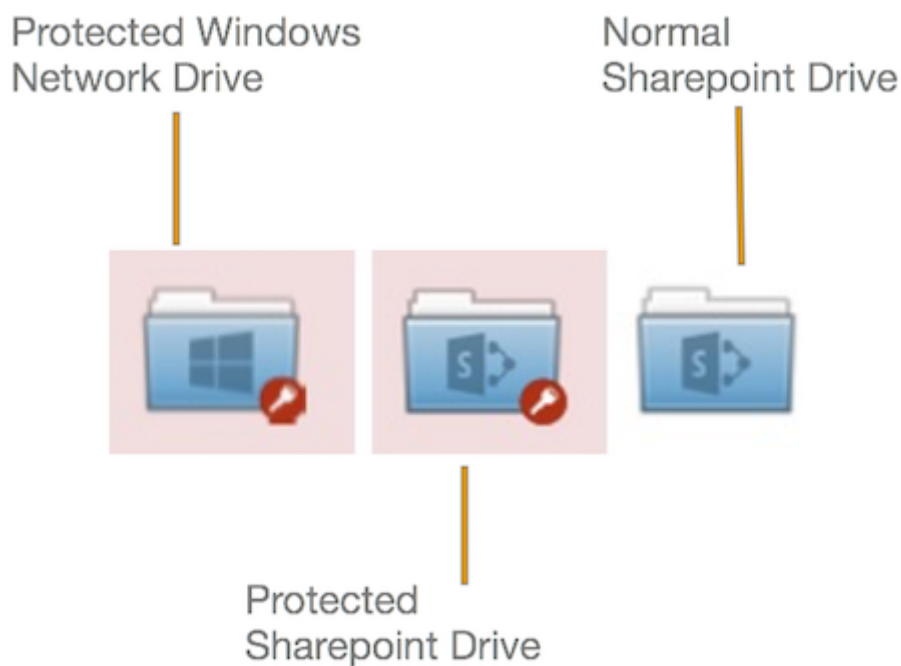 Protected Windows
Network Drive
Normal
Sharepoint Drive
S
S
Protected
Sharepoint Drive